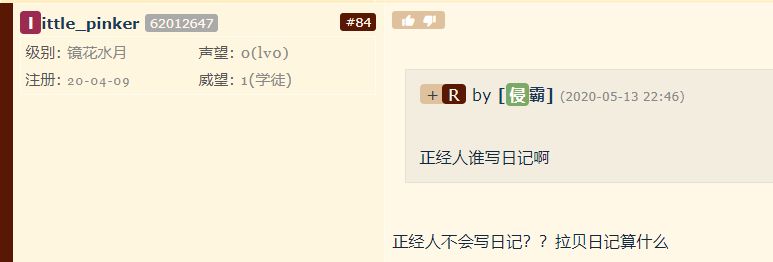 little_pinker 62012647 #84
级别: 镜花水月 声望: 0(lv0)
注册: 20-04-09 威望: 1(学徒)
+ R by [侵霸] (2020-05-13 22:46)
正经人谁写日记啊
正经人不会写日记？？拉贝日记算什么